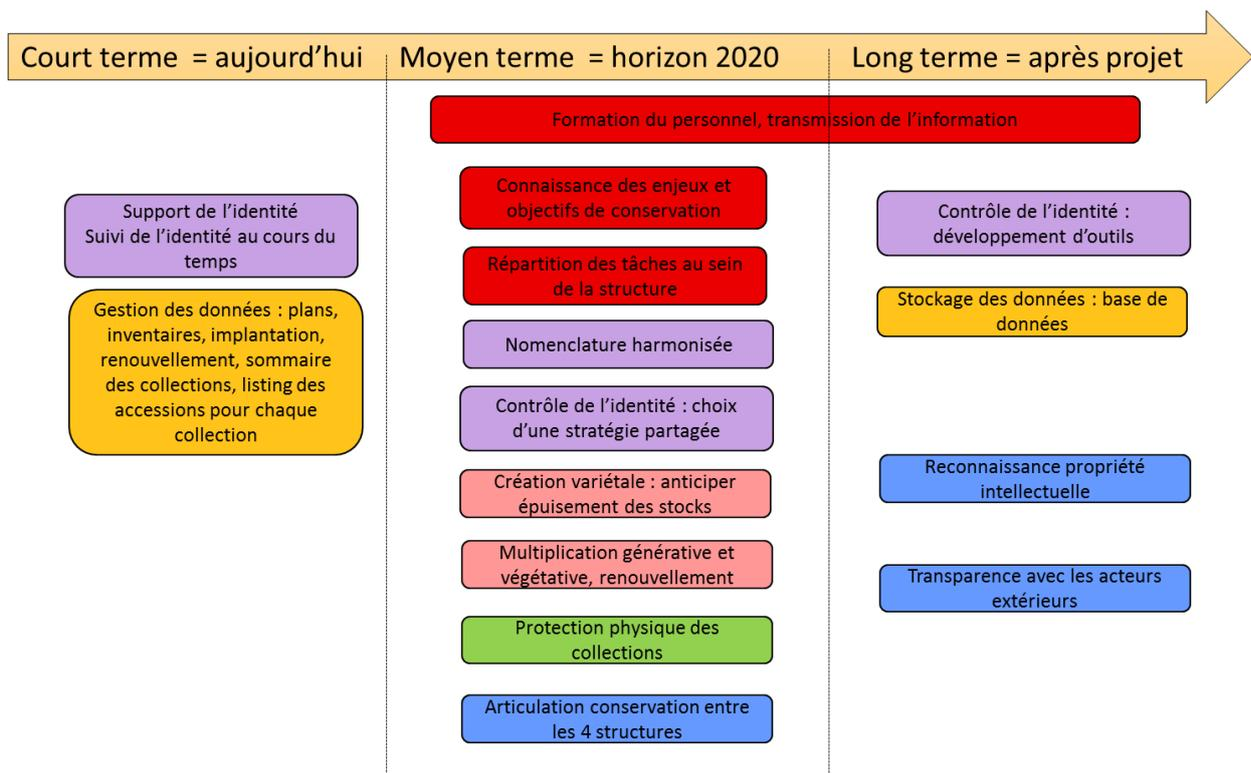 Court terme = aujourd’hui
Moyen terme = horizon 2020
Long terme = après projet
Formation du personnel, transmission de l’information
Support de l’identité
Suivi de l’identité au cours du
temps
Gestion des données : plans,
inventaires, implantation,
renouvellement, sommaire
des collections, listing des
accessions pour chaque
collection
Connaissance des enjeux et
objectifs de conservation
Répartition des tâches au sein
de la structure
Nomenclature harmonisée
Contrôle de l’identité : choix
d’une stratégie partagée
Création variétale : anticiper
épuisement des stocks
Multiplication générative et
végétative, renouvellement
Protection physique des
collections
Articulation conservation entre
les 4 structures
Contrôle de l’identité :
développement d’outils
Stockage des données : base de
données
Reconnaissance propriété
intellectuelle
Transparence avec les acteurs
extérieurs